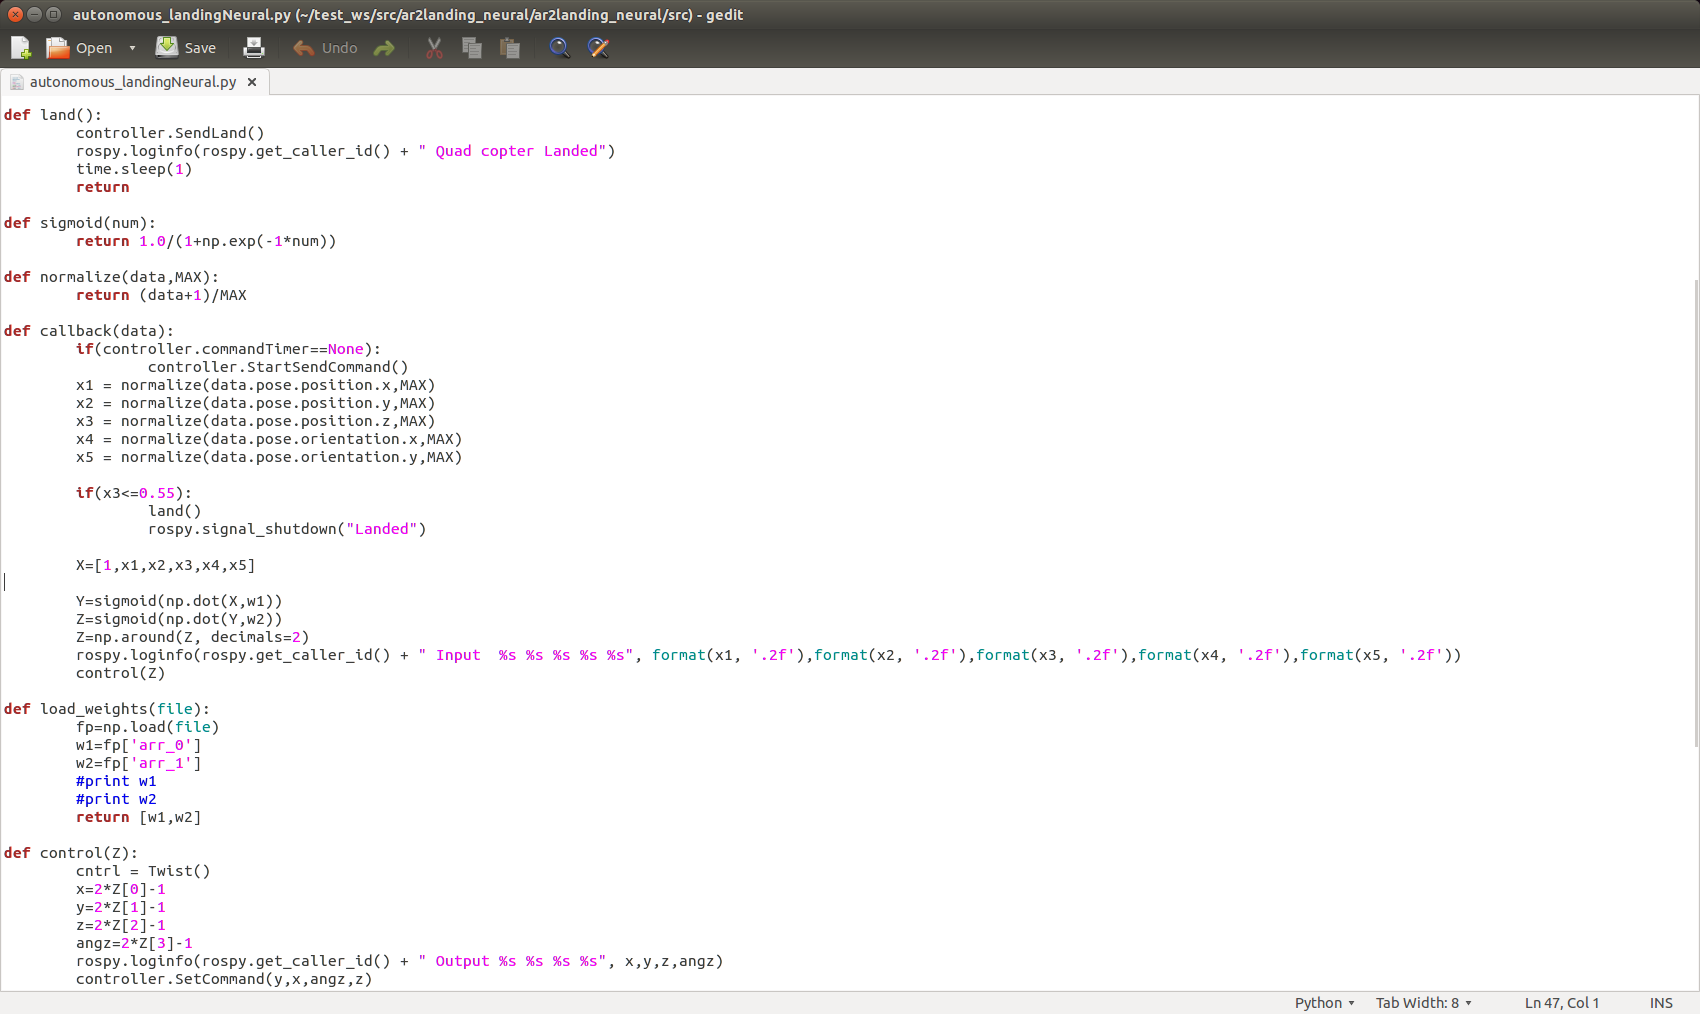 autonomous_landingNeural.py (~/test_ws/src/ar2landing_neural/ar2landing_neural/src) - gedit
Open Save Undo
autonomous_landingNeural.py
def land():
        controller.SendLand()
        rospy.loginfo(rospy.get_caller_id() + " Quad copter Landed")
        time.sleep(1)
        return
def sigmoid(num):
        return 1.0/(1+np.exp(-1*num))
def normalize(data,MAX):
        return (data+1)/MAX
def callback(data):
        if(controller.commandTimer==None):
                controller.StartSendCommand()
        x1 = normalize(data.pose.position.x,MAX)
        x2 = normalize(data.pose.position.y,MAX)
        x3 = normalize(data.pose.position.z,MAX)
        x4 = normalize(data.pose.orientation.x,MAX)
        x5 = normalize(data.pose.orientation.y,MAX)
        if(x3<=0.55):
                land()
                rospy.signal_shutdown("Landed")
        X=[1,x1,x2,x3,x4,x5]
        Y=sigmoid(np.dot(X,w1))
        Z=sigmoid(np.dot(Y,w2))
        Z=np.around(Z, decimals=2)
        rospy.loginfo(rospy.get_caller_id() + " Input  %s %s %s %s %s", format(x1, '.2f'),format(x2, '.2f'),format(x3, '.2f'),format(x4, '.2f'),format(x5, '.2f'))
        control(Z)
def load_weights(file):
        fp=np.load(file)
        w1=fp['arr_0']
        w2=fp['arr_1']
        #print w1
        #print w2
        return [w1,w2]
def control(Z):
        cntrl = Twist()
        x=2*Z[0]-1
        y=2*Z[1]-1
        z=2*Z[2]-1
        angz=2*Z[3]-1
        rospy.loginfo(rospy.get_caller_id() + " Output %s %s %s %s", x,y,z,angz)
        controller.SetCommand(y,x,angz,z)
Python Tab Width: 8 Ln 47, Col 1 INS